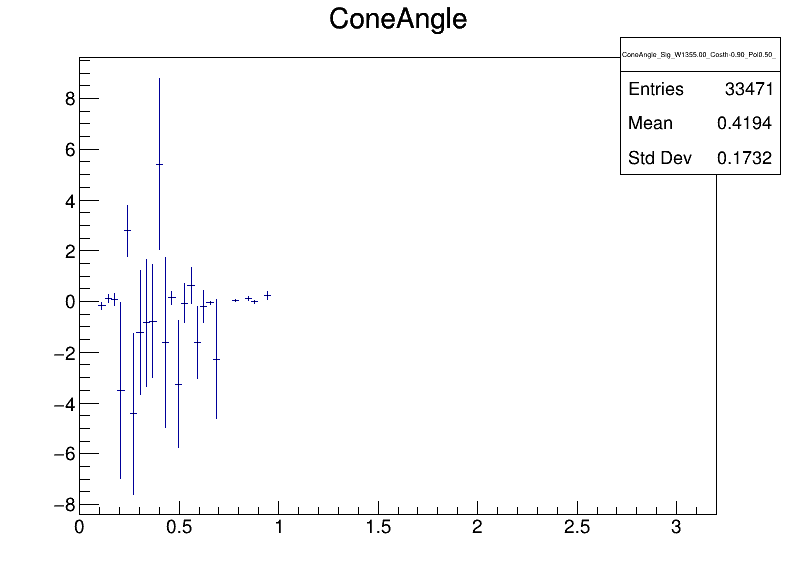 ConeAngle
ConeAngle_Sig_W1355.00_Costh-0.90_Pol0.50_
Entries 33471
Mean 0.4194
Std Dev 0.1732
8
6
4
2
0
−2
−4
−6
−8
0 0.5 1 1.5 2 2.5 3